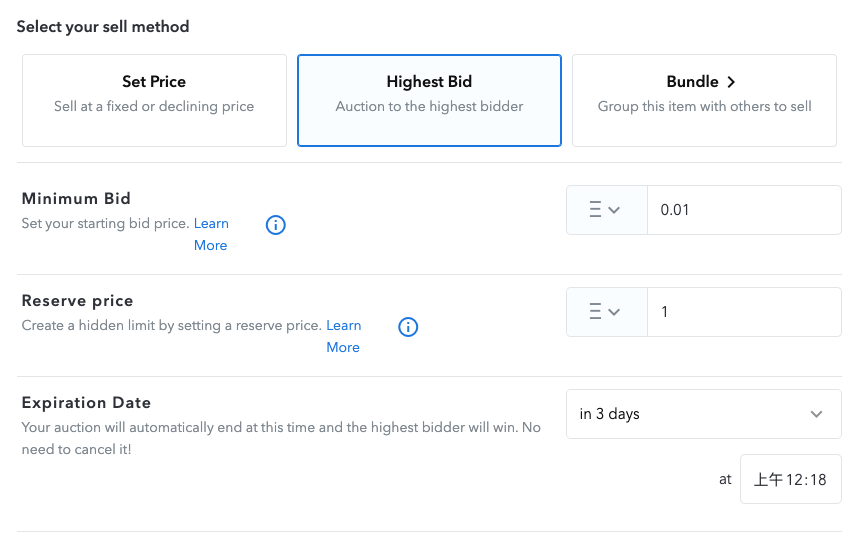 Select your sell method
Set Price
Sell at a fixed or declining price
Highest Bid
Auction to the highest bidder
Bundle
Group this item with others to sell
Minimum Bid
Set your starting bid price. Learn
More
0.01
Reserve price
Create a hidden limit by setting a reserve price. Learn
More
1
Expiration Date
Your auction will automatically end at this time and the highest bidder will win. No
need to cancel it!
in 3 days
at 上午12:18